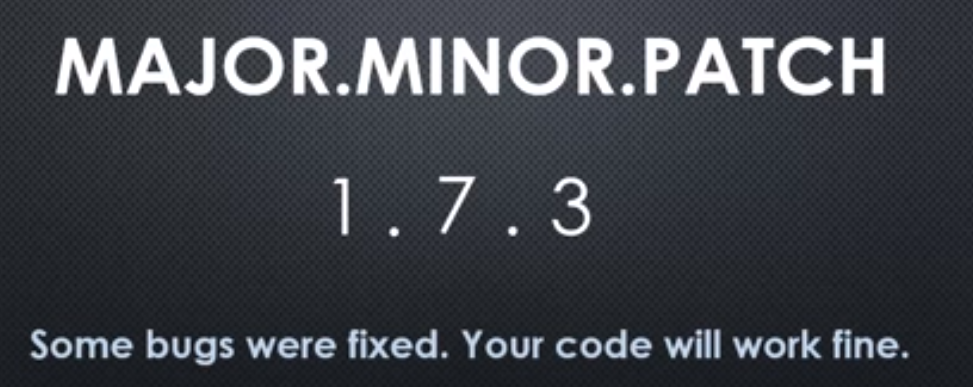 MAJOR.MINOR.PATCH
1 . 7 . 3
Some bugs were fixed. Your code will work fine.